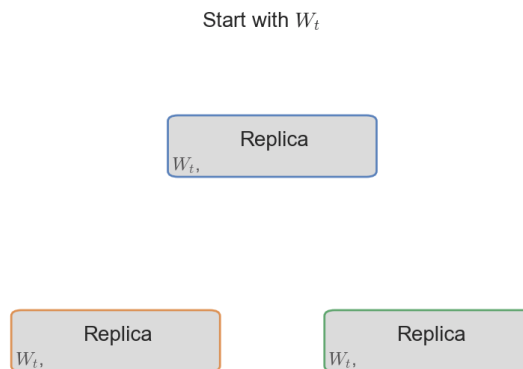 Start with W_t
Replica
W_t,
Replica
W_t,
Replica
W_t,